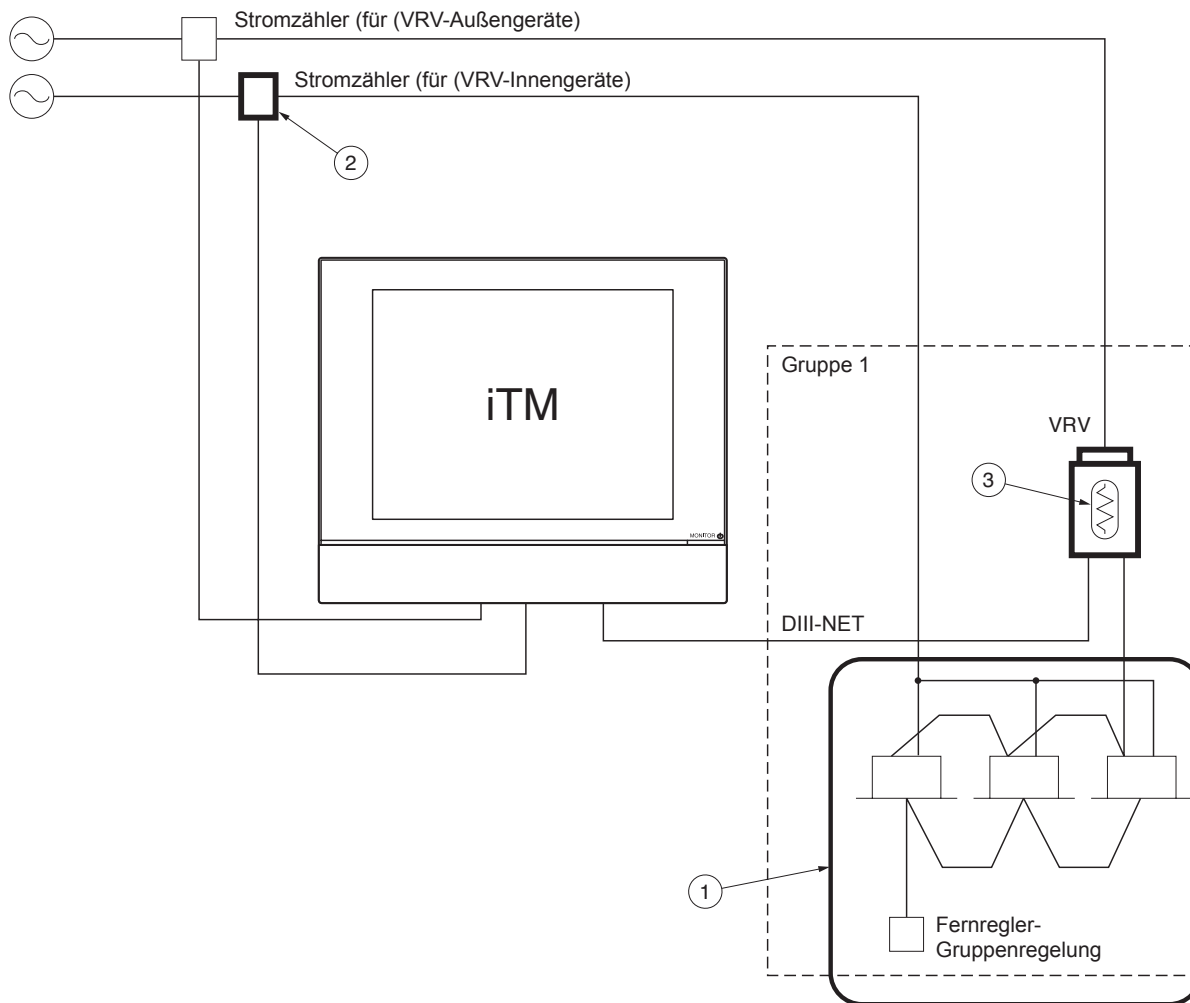 Stromzähler (für (VRV-Außengeräte)
Stromzähler (für (VRV-Innengeräte)
2
iTM
MONITOR
Gruppe 1
VRV
3
DIII-NET
1
Fernregler-
Gruppenregelung